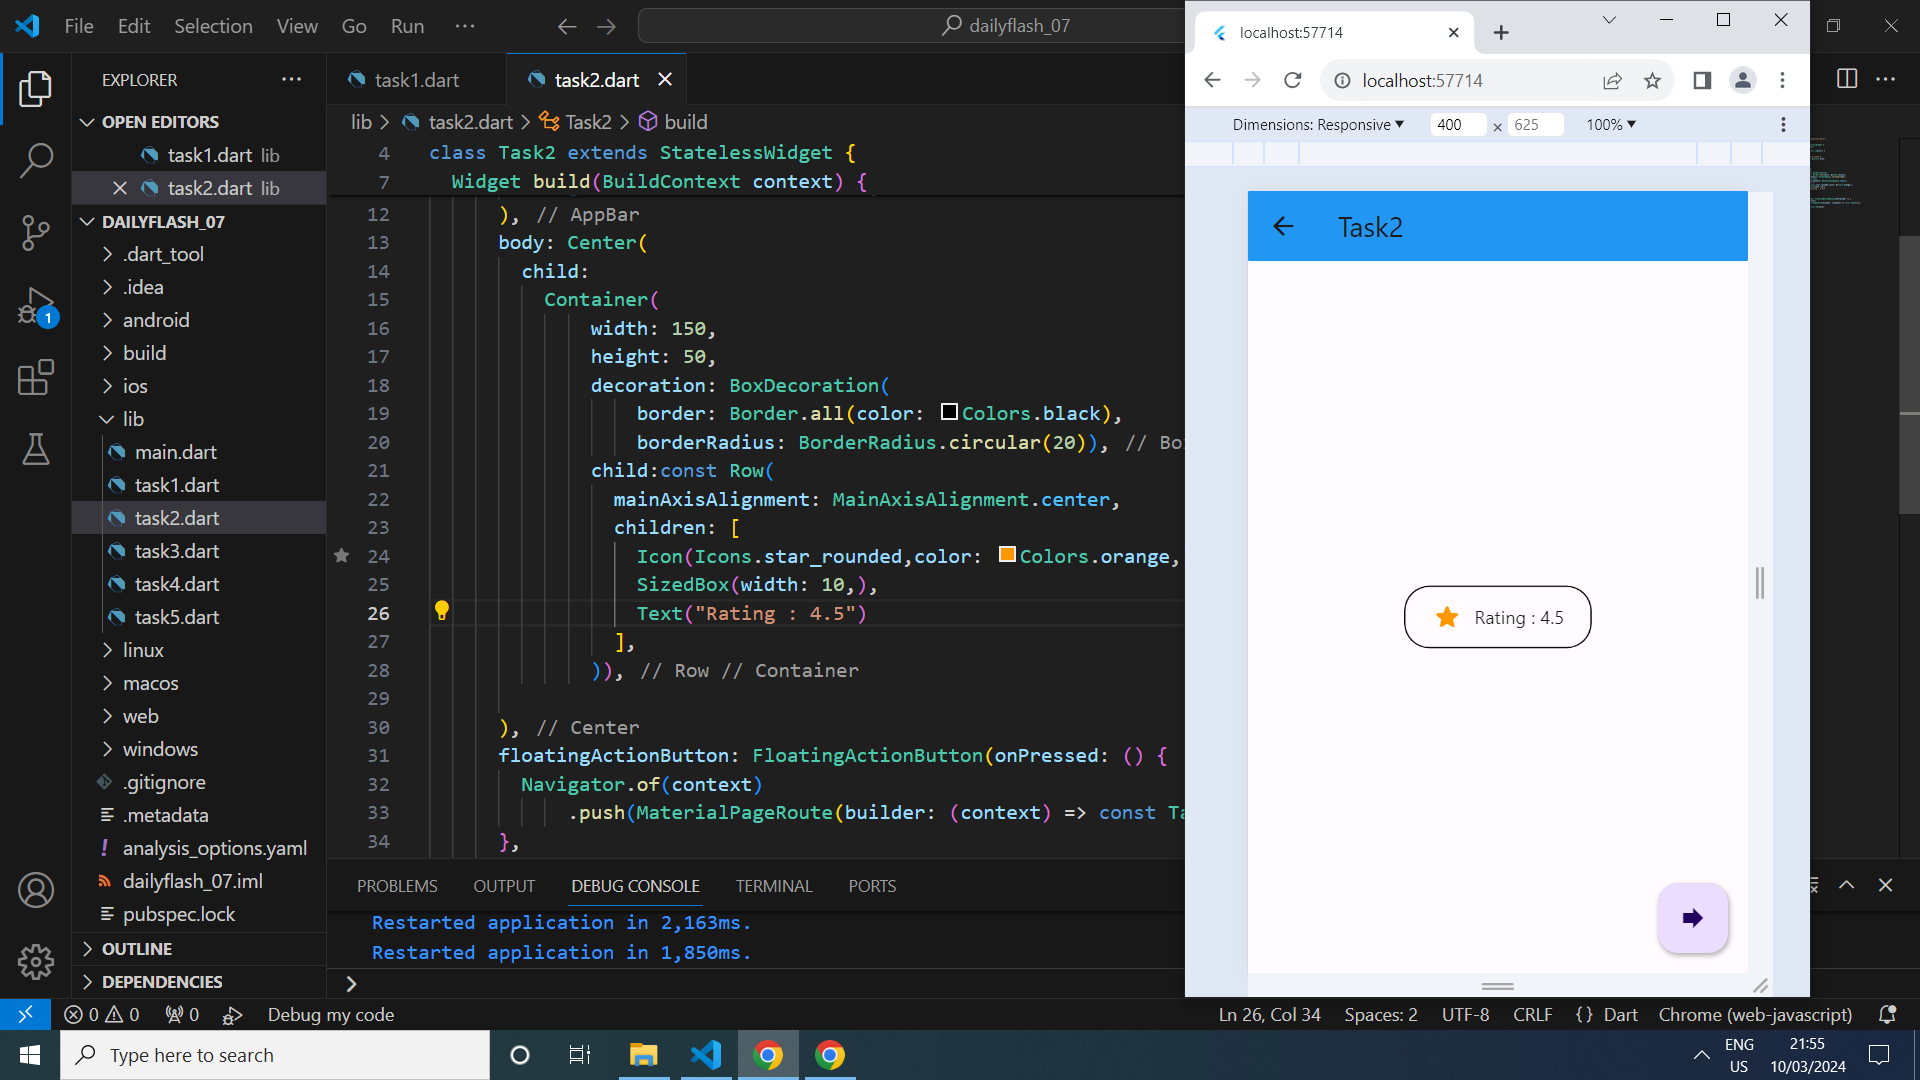 File Edit Selection View Go Run ···
dailyflash_07
EXPLORER
OPEN EDITORS
task1.dart lib
task2.dart lib
DAILYFLASH_07
.dart_tool
.idea
android
build
ios
lib
main.dart
task1.dart
task2.dart
task3.dart
task4.dart
task5.dart
linux
macos
web
windows
.gitignore
.metadata
analysis_options.yaml
dailyflash_07.iml
pubspec.lock
OUTLINE
DEPENDENCIES
1
task1.dart task2.dart
lib > task2.dart > Task2 > build
4 class Task2 extends StatelessWidget {
7 Widget build(BuildContext context) {
12 ), // AppBar
13 body: Center(
14 child:
15 Container(
16 width: 150,
17 height: 50,
18 decoration: BoxDecoration(
19 border: Border.all(color: Colors.black),
20 borderRadius: BorderRadius.circular(20)), //
21 child:const Row(
22 mainAxisAlignment: MainAxisAlignment.center,
23 children: [
24 Icon(Icons.star_rounded,color: Colors.orange,
25 SizedBox(width: 10,),
26 Text("Rating : 4.5")
27 ],
28 )), // Row // Container
29
30 ), // Center
31 floatingActionButton: FloatingActionButton(onPressed: () {
32 Navigator.of(context)
33 .push(MaterialPageRoute(builder: (context) => const
34 },
PROBLEMS OUTPUT DEBUG CONSOLE TERMINAL PORTS
Restarted application in 2,163ms.
Restarted application in 1,850ms.
localhost:57714
localhost:57714
Dimensions: Responsive 400 × 625 100%
Task2
Rating : 4.5
0 0 0 Debug my code
Ln 26, Col 34 Spaces: 2 UTF-8 CRLF {} Dart Chrome (web-javascript)
Type here to search
ENG
US
21:55
10/03/2024